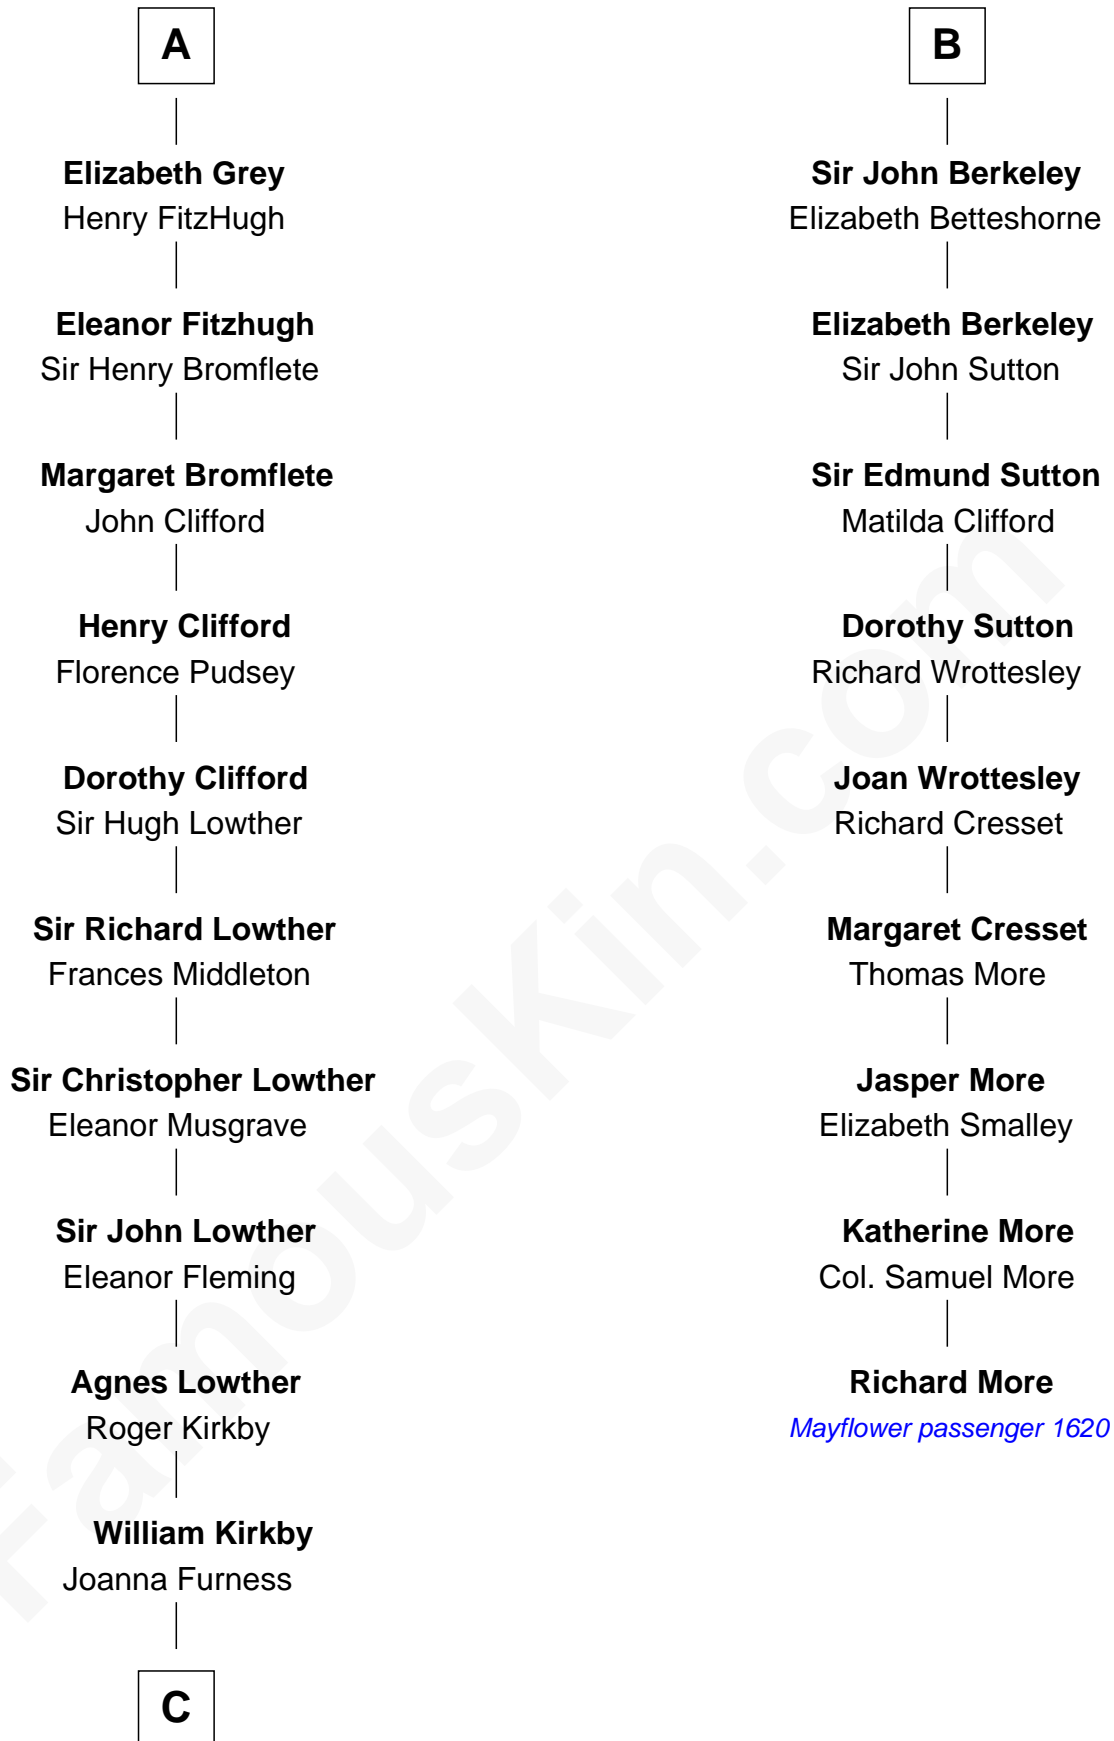 A
Elizabeth Grey
Henry FitzHugh
Eleanor Fitzhugh
Sir Henry Bromflete
Margaret Bromflete
John Clifford
Henry Clifford
Florence Pudsey
Dorothy Clifford
Sir Hugh Lowther
Sir Richard Lowther
Frances Middleton
Sir Christopher Lowther
Eleanor Musgrave
Sir John Lowther
Eleanor Fleming
Agnes Lowther
Roger Kirkby
William Kirkby
Joanna Furness
C
B
Sir John Berkeley
Elizabeth Betteshorne
Elizabeth Berkeley
Sir John Sutton
Sir Edmund Sutton
Matilda Clifford
Dorothy Sutton
Richard Wrottesley
Joan Wrottesley
Richard Cresset
Margaret Cresset
Thomas More
Jasper More
Elizabeth Smalley
Katherine More
Col. Samuel More
Richard More
Mayflower passenger 1620
FamousKin.com